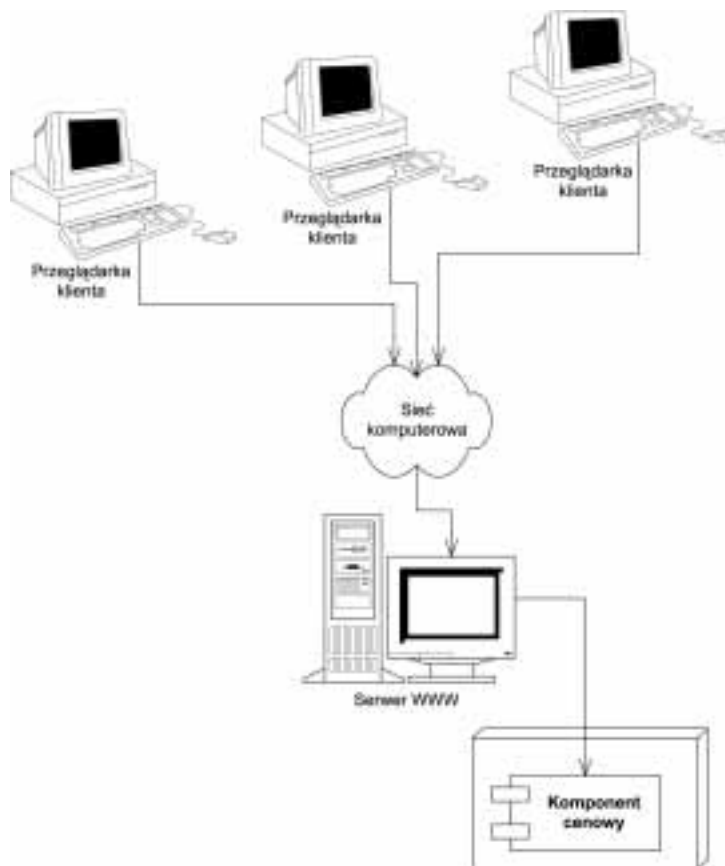 Przeglądarka
klienta
Przeglądarka
klienta
Przeglądarka
klienta
Sieć
komputerowa
Serwer WWW
Komponent
cenowy